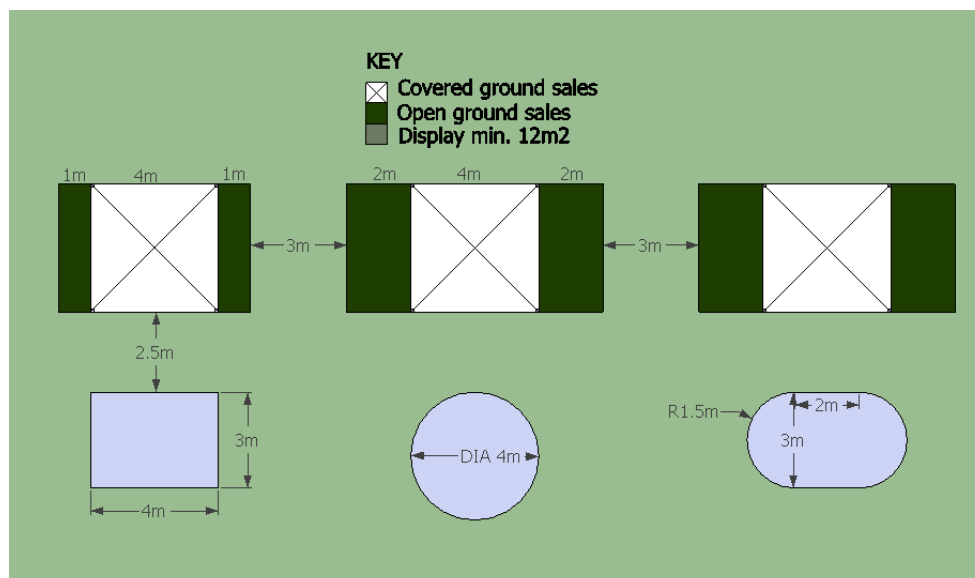 KEY
Covered ground sales
Open ground sales
Display min. 12m2
1m 4m 1m
2m 4m 2m
3m
3m
2.5m
3m
4m
DIA 4m
R1.5m
2m
3m